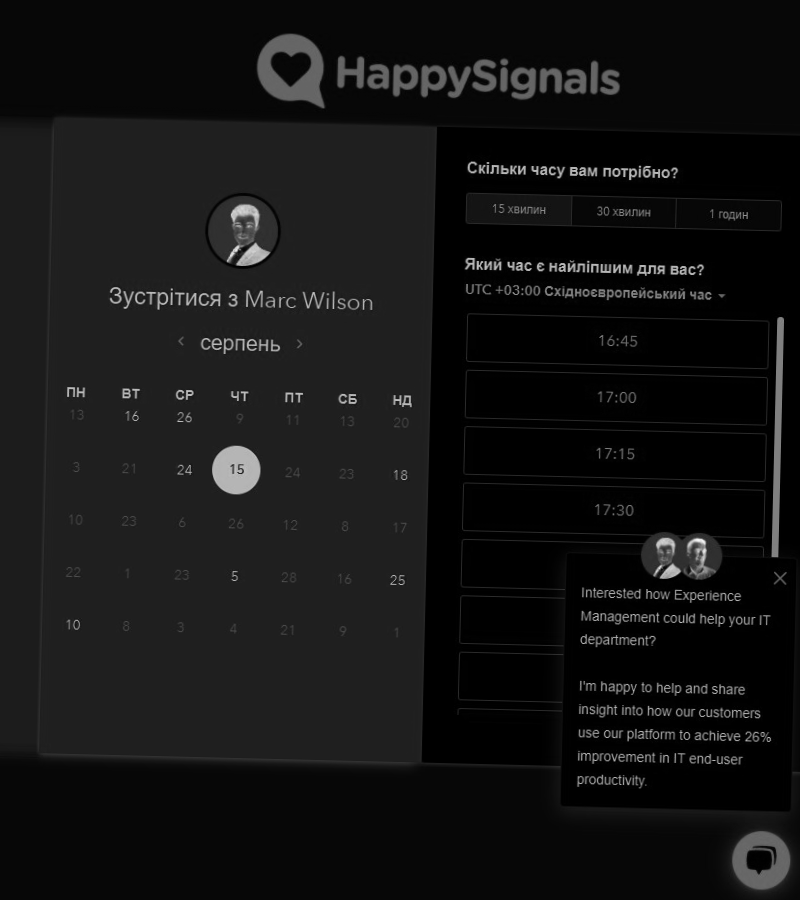 HappySignals
Зустрітися з Marc Wilson
серпень
ПН ВТ СР ЧТ ПТ СБ НД
13 16 26 9 11 13 20
3 21 24 15 24 23 18
10 23 6 26 12 8 17
22 1 23 5 28 16 25
10 8 3 4 21 9 1
Скільки часу вам потрібно?
15 хвилин 30 хвилин 1 годин
Який час є найліпшим для вас?
UTC +03:00 Східноєвропейський час
16:45
17:00
17:15
17:30
Interested how Experience
Management could help your IT
department?
I'm happy to help and share
insight into how our customers
use our platform to achieve 26%
improvement in IT end-user
productivity.